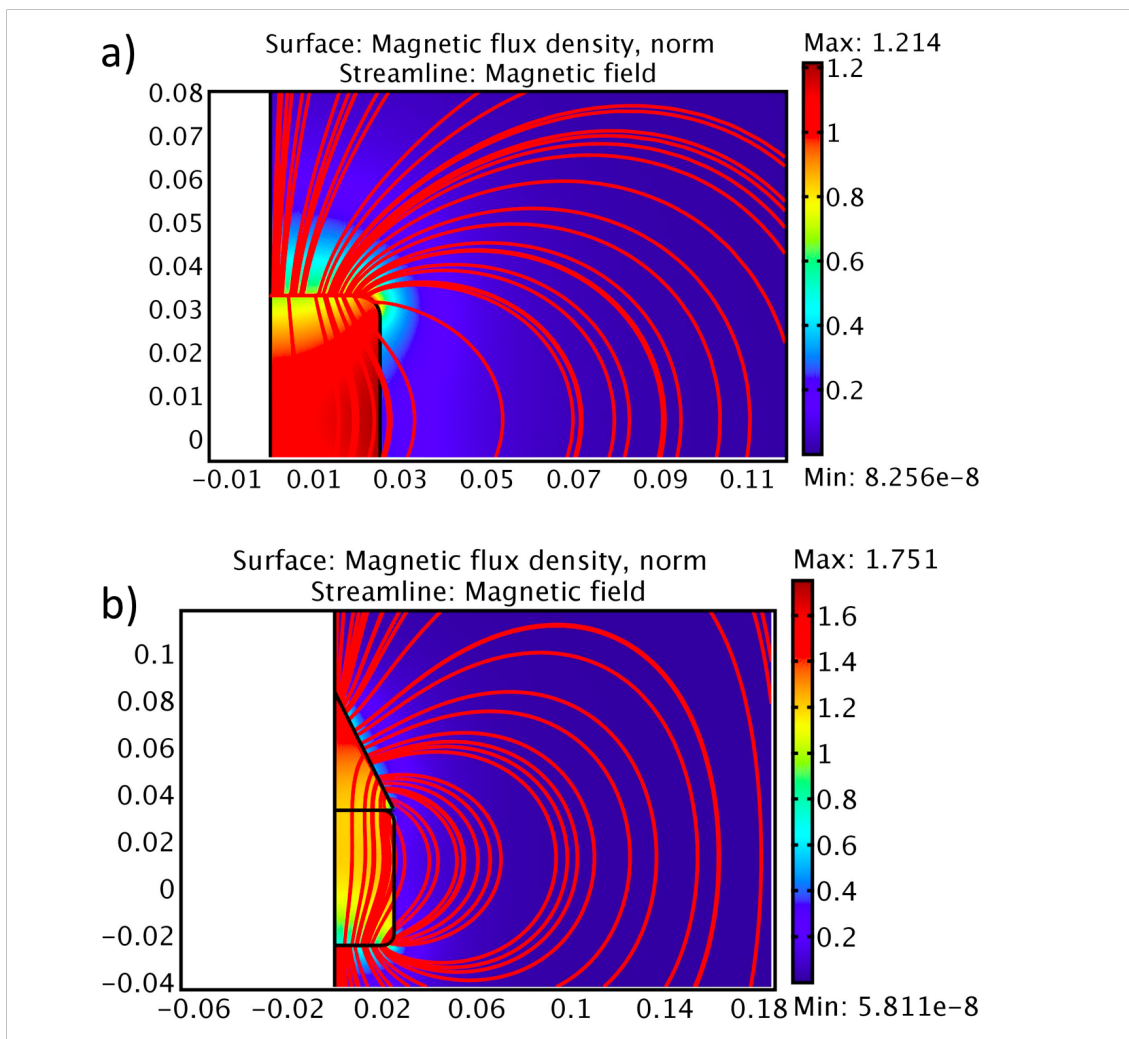 a)
Surface: Magnetic flux density, norm
Streamline: Magnetic field
Max: 1.214
0.08
0.07
0.06
0.05
0.04
0.03
0.02
0.01
0
−0.01 0.01 0.03 0.05 0.07 0.09 0.11
1.2
1
0.8
0.6
0.4
0.2
Min: 8.256e-8
b)
Surface: Magnetic flux density, norm
Streamline: Magnetic field
Max: 1.751
0.1
0.08
0.06
0.04
0.02
0
−0.02
−0.04
−0.06 −0.02 0.02 0.06 0.1 0.14 0.18
1.6
1.4
1.2
1
0.8
0.6
0.4
0.2
Min: 5.811e-8